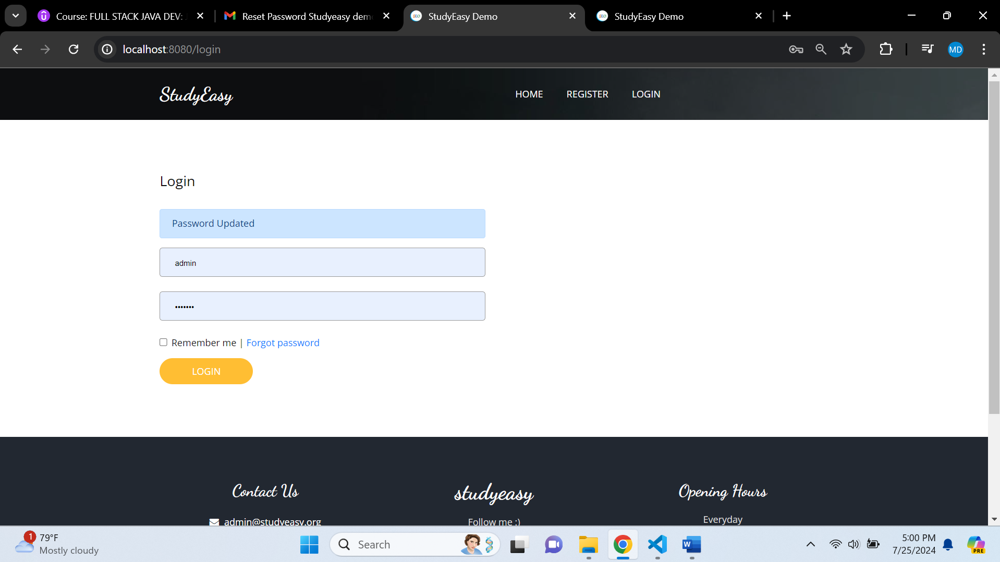 Course: FULL STACK JAVA DEV:
Reset Password Studyeasy dem
StudyEasy Demo
StudyEasy Demo
localhost:8080/login
MD
StudyEasy
HOME
REGISTER
LOGIN
Login
Password Updated
admin
•••••••
Remember me | Forgot password
LOGIN
Contact Us
studyeasy
Opening Hours
admin@studyeasy.org
Follow me :)
Everyday
1
79°F
Mostly cloudy
Search
5:00 PM
7/25/2024
PRE